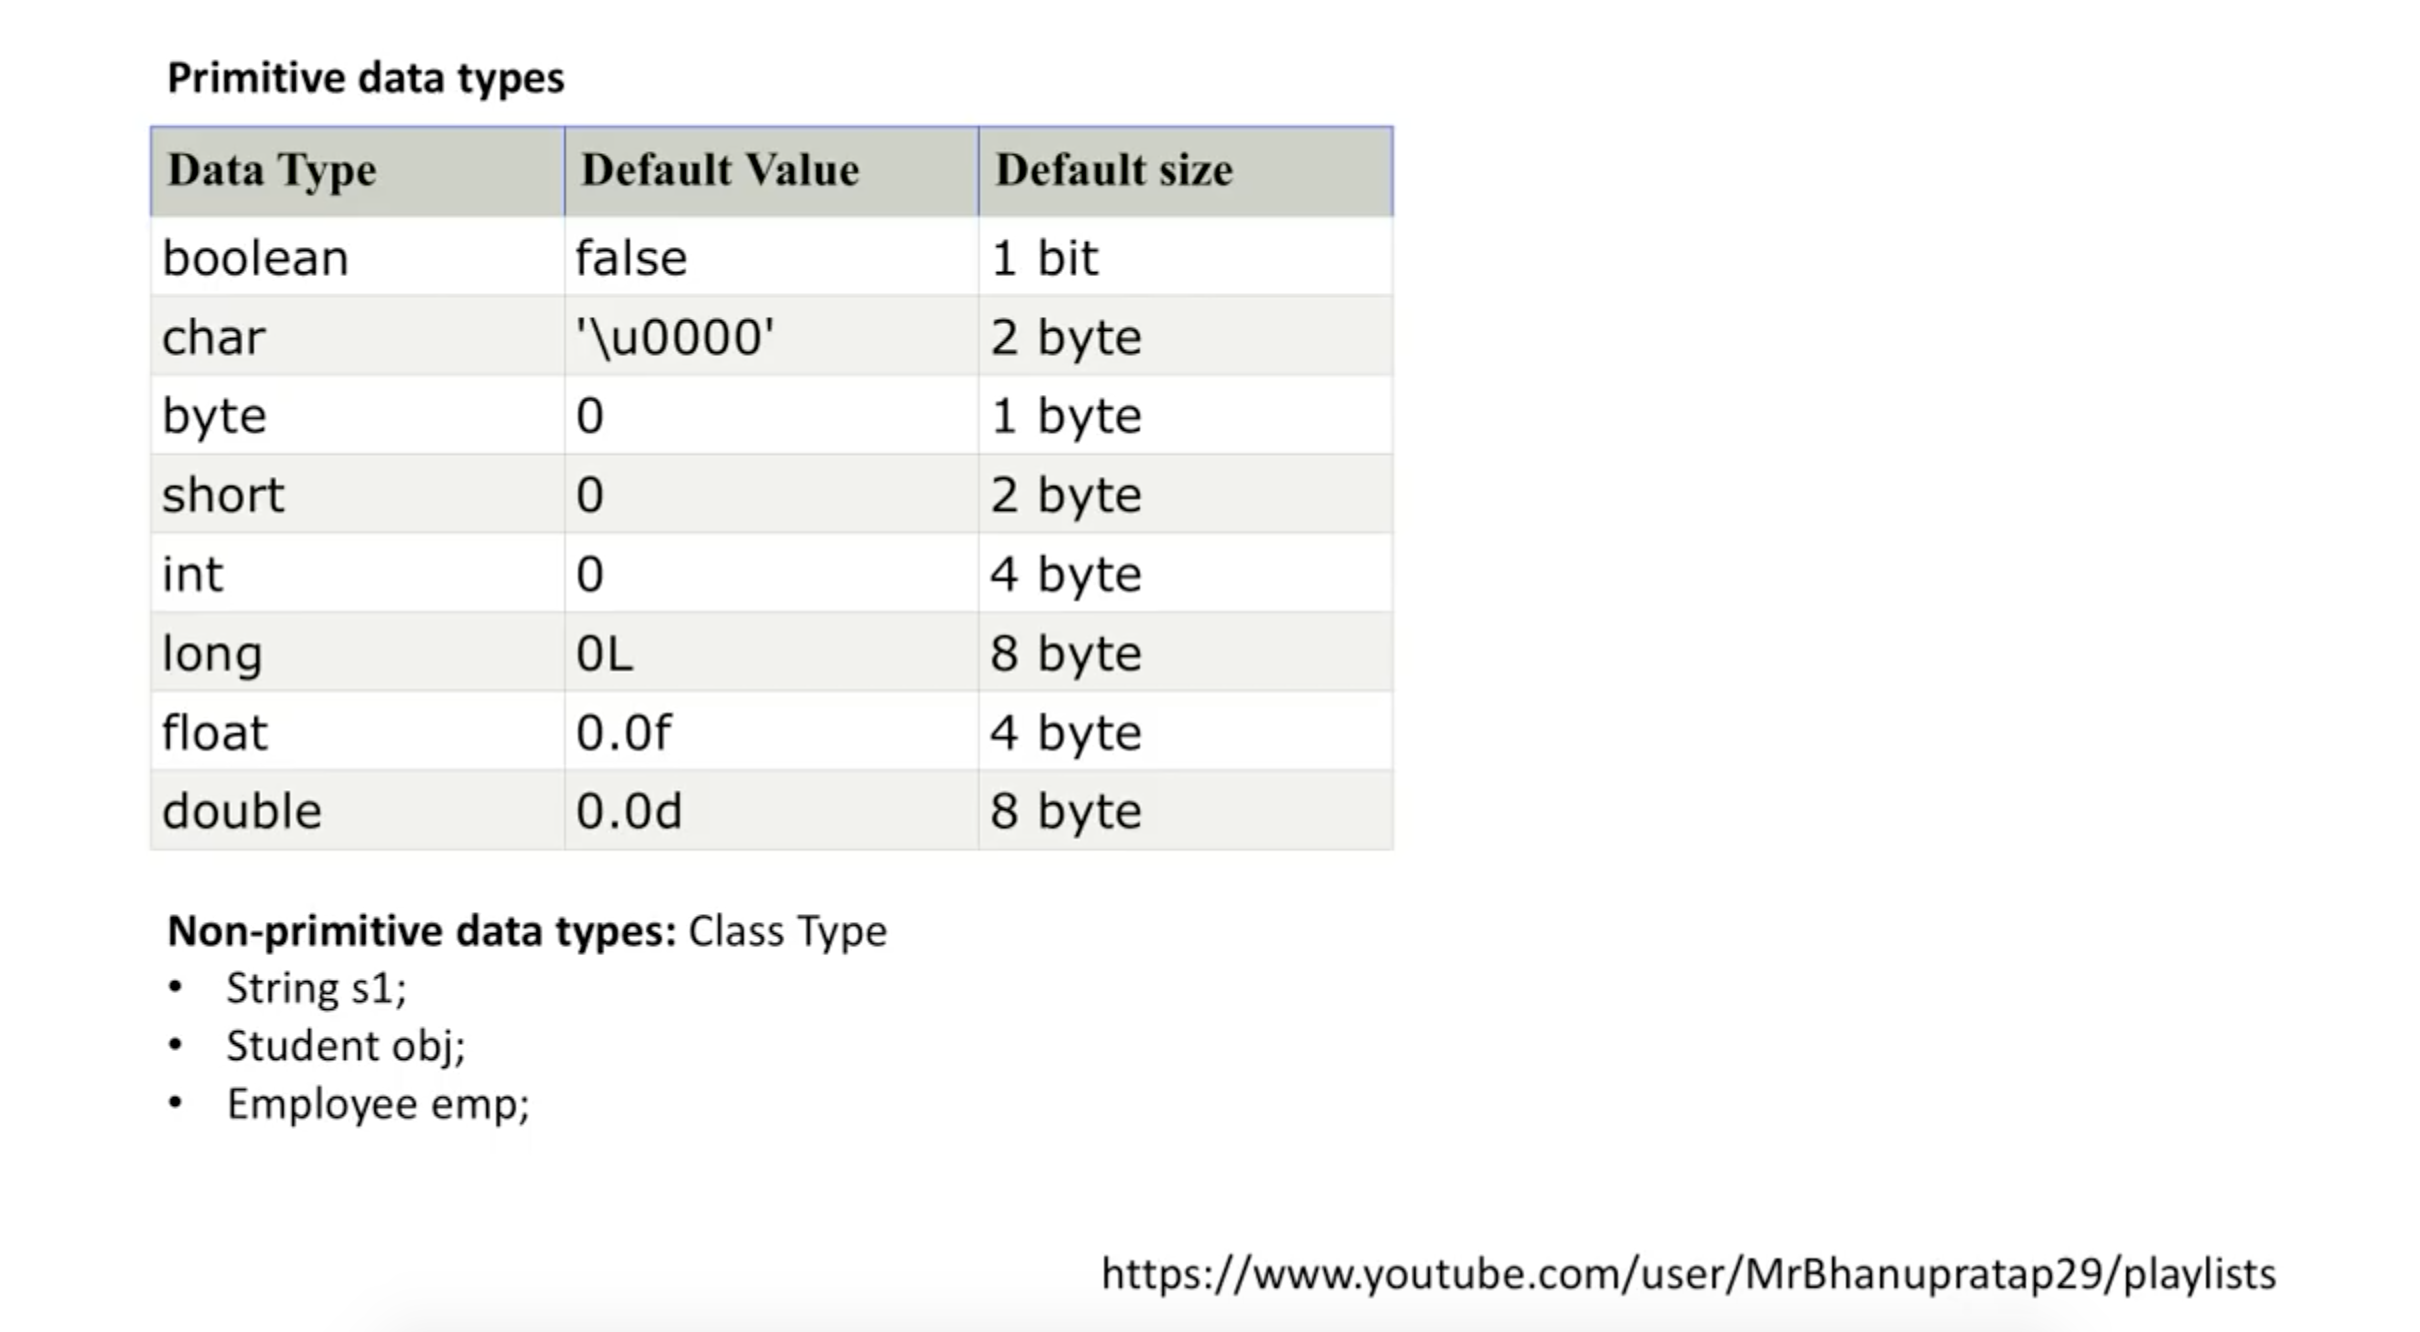 Primitive data types
Data Type Default Value Default size
boolean false 1 bit
char '\u0000' 2 byte
byte 0 1 byte
short 0 2 byte
int 0 4 byte
long 0L 8 byte
float 0.0f 4 byte
double 0.0d 8 byte
Non-primitive data types: Class Type
• String s1;
• Student obj;
• Employee emp;
https://www.youtube.com/user/MrBhanupratap29/playlists